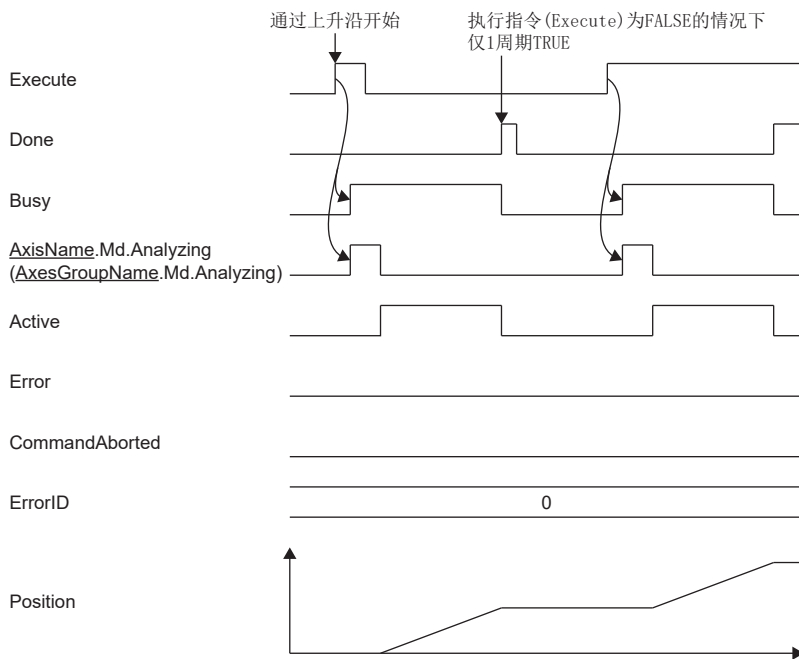 通过上升沿开始
执行指令(Execute)为FALSE的情况下
仅1周期TRUE
Execute
Done
Busy
AxisName.Md.Analyzing
(AxesGroupName.Md.Analyzing)
Active
Error
CommandAborted
ErrorID
0
Position